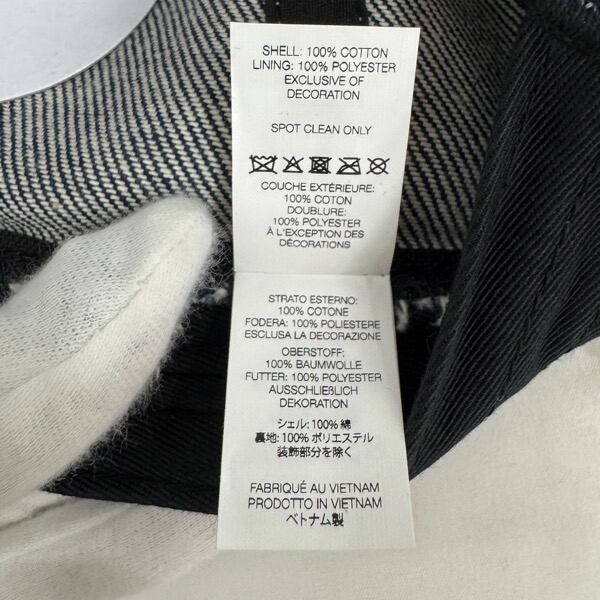 SHELL: 100% COTTON
LINING: 100% POLYESTER
EXCLUSIVE OF
DECORATION
SPOT CLEAN ONLY
COUCHE EXTÉRIEURE:
100% COTON
DOUBLURE:
100% POLYESTER
À L'EXCEPTION DES
DÉCORATIONS
STRATO ESTERNO:
100% COTONE
FODERA: 100% POLIESTERE
ESCLUSA LA DECORAZIONE
OBERSTOFF:
100% BAUMWOLLE
FUTTER: 100% POLYESTER
AUSSCHLIEẞLICH
DEKORATION
シェル: 100% 綿
裏地: 100% ポリエステル
装飾部分を除く
FABRIQUÉ AU VIETNAM
PRODOTTO IN VIETNAM
ベトナム製